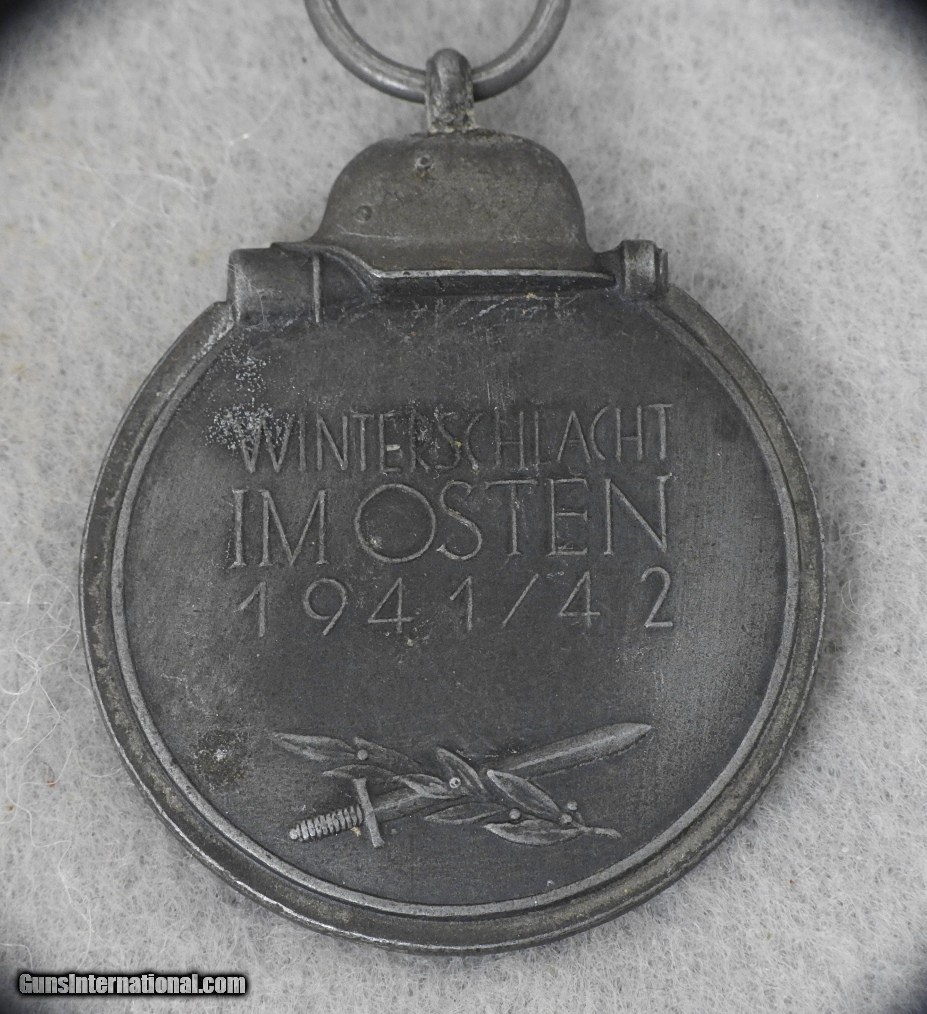 WINTERSCHLACHT
IM OSTEN
1941/42
GunsInternational.com